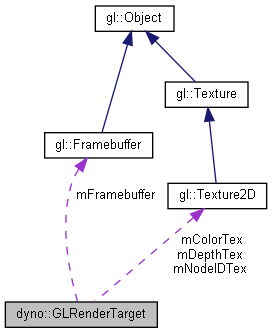 gl::Object
gl::Texture
gl::Framebuffer
mFramebuffer
gl::Texture2D
mColorTex
mDepthTex
mNodeIDTex
dyno::GLRenderTarget